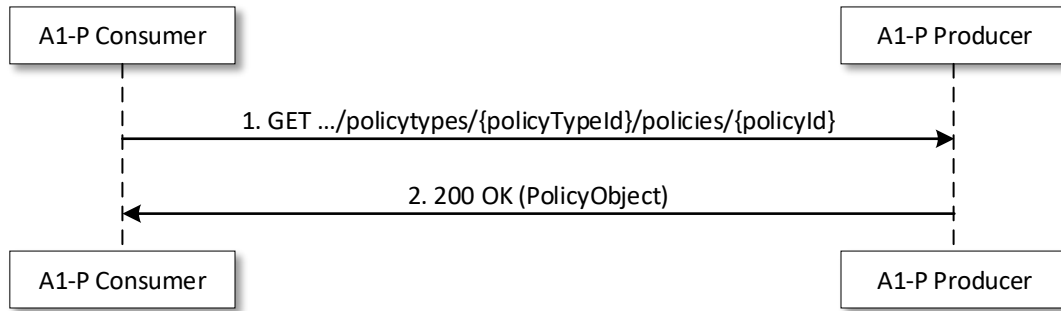 A1-P Consumer
A1-P Producer
1. GET .../policytypes/{policyTypeId}/policies/{policyId}
2. 200 OK (PolicyObject)
A1-P Consumer
A1-P Producer